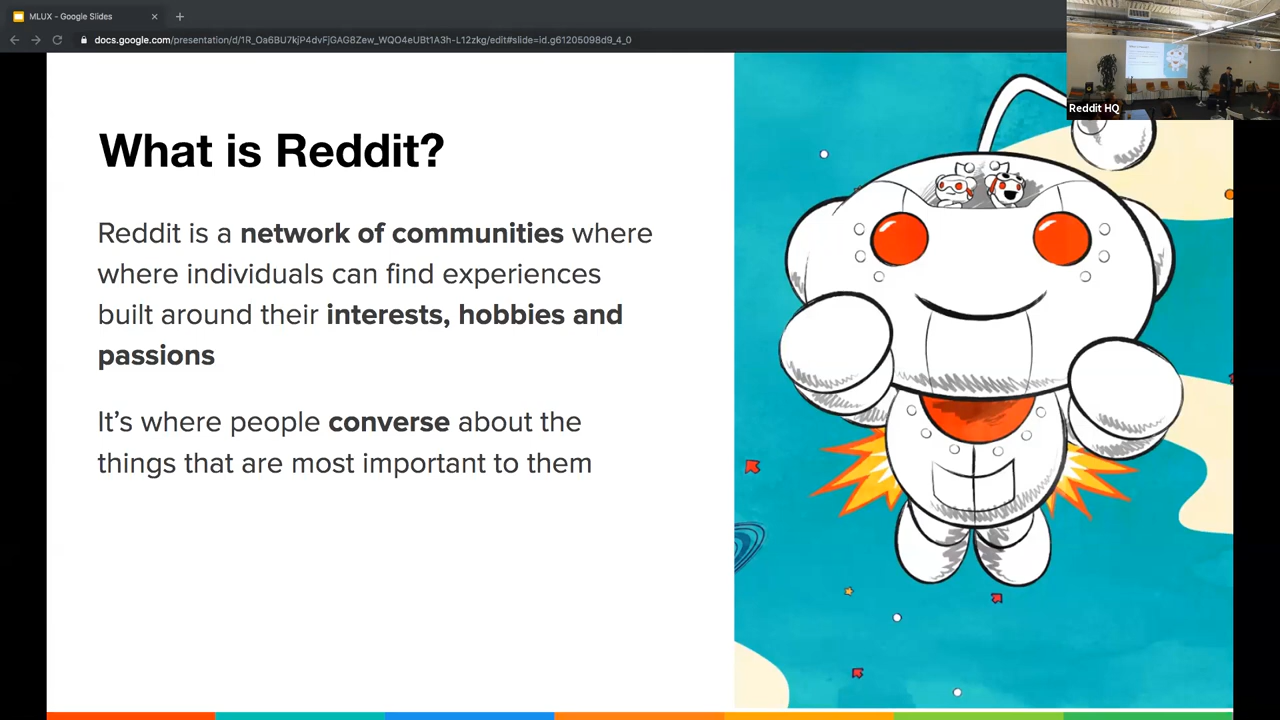 MLUX - Google Slides
docs.google.com/presentation/d/1R_Oa6BU7kjP4dvFjGAG8Zew_WQO4eUBt1A3h-L12zkg/edit#slide=id.g61205098d9_4_0
Reddit HQ
What is Reddit?
Reddit is a network of communities where
where individuals can find experiences
built around their interests, hobbies and
passions
It’s where people converse about the
things that are most important to them